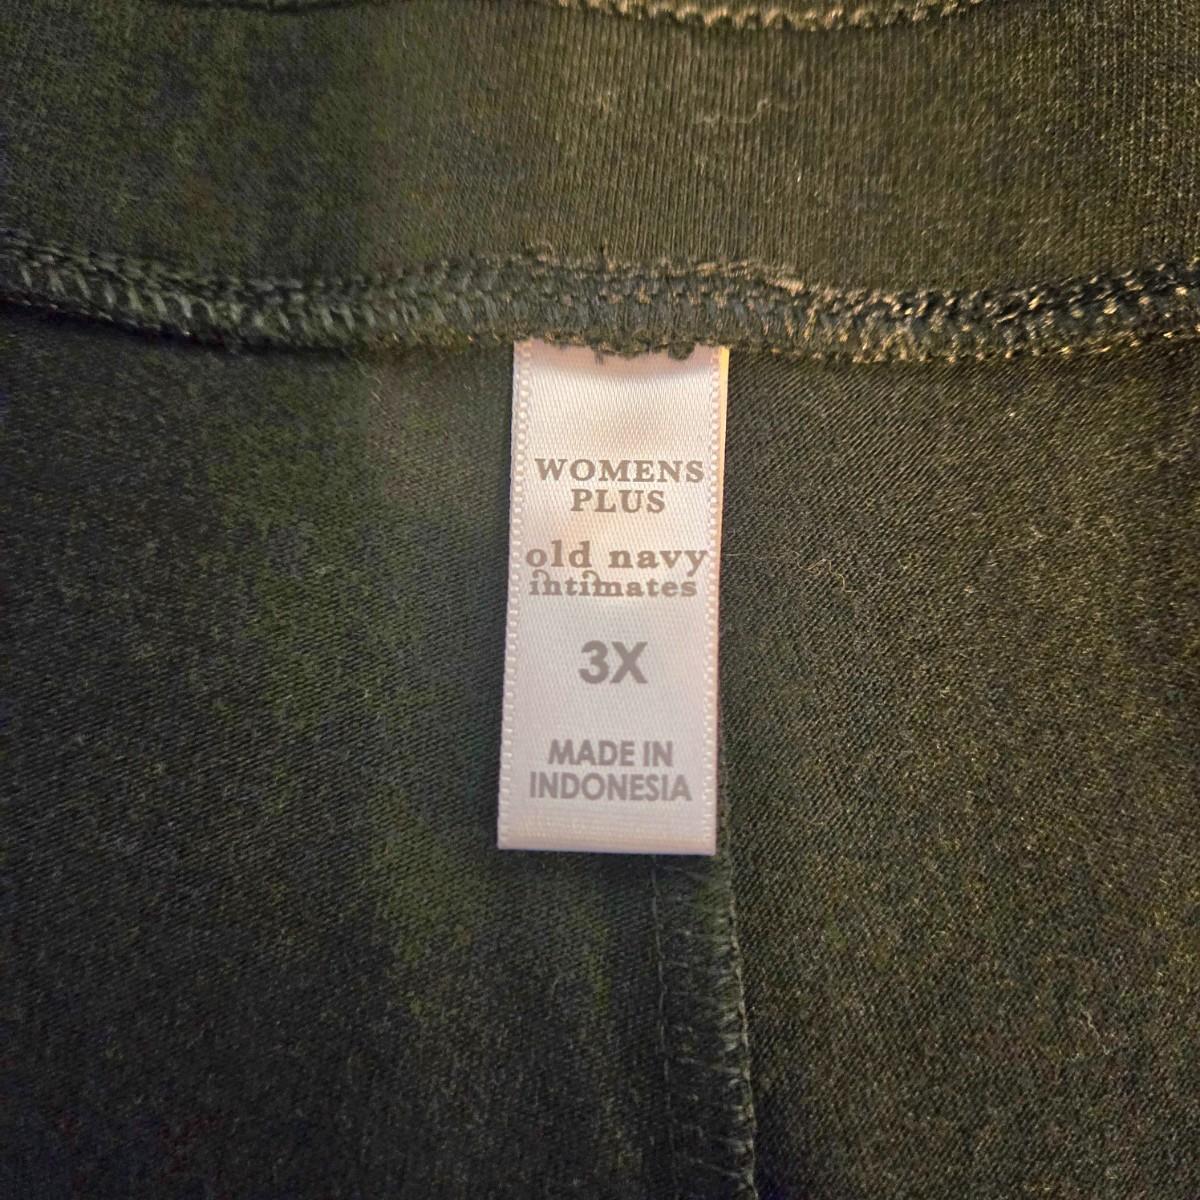 WOMENS
PLUS
old navy
intimates
3X
MADE IN
INDONESIA